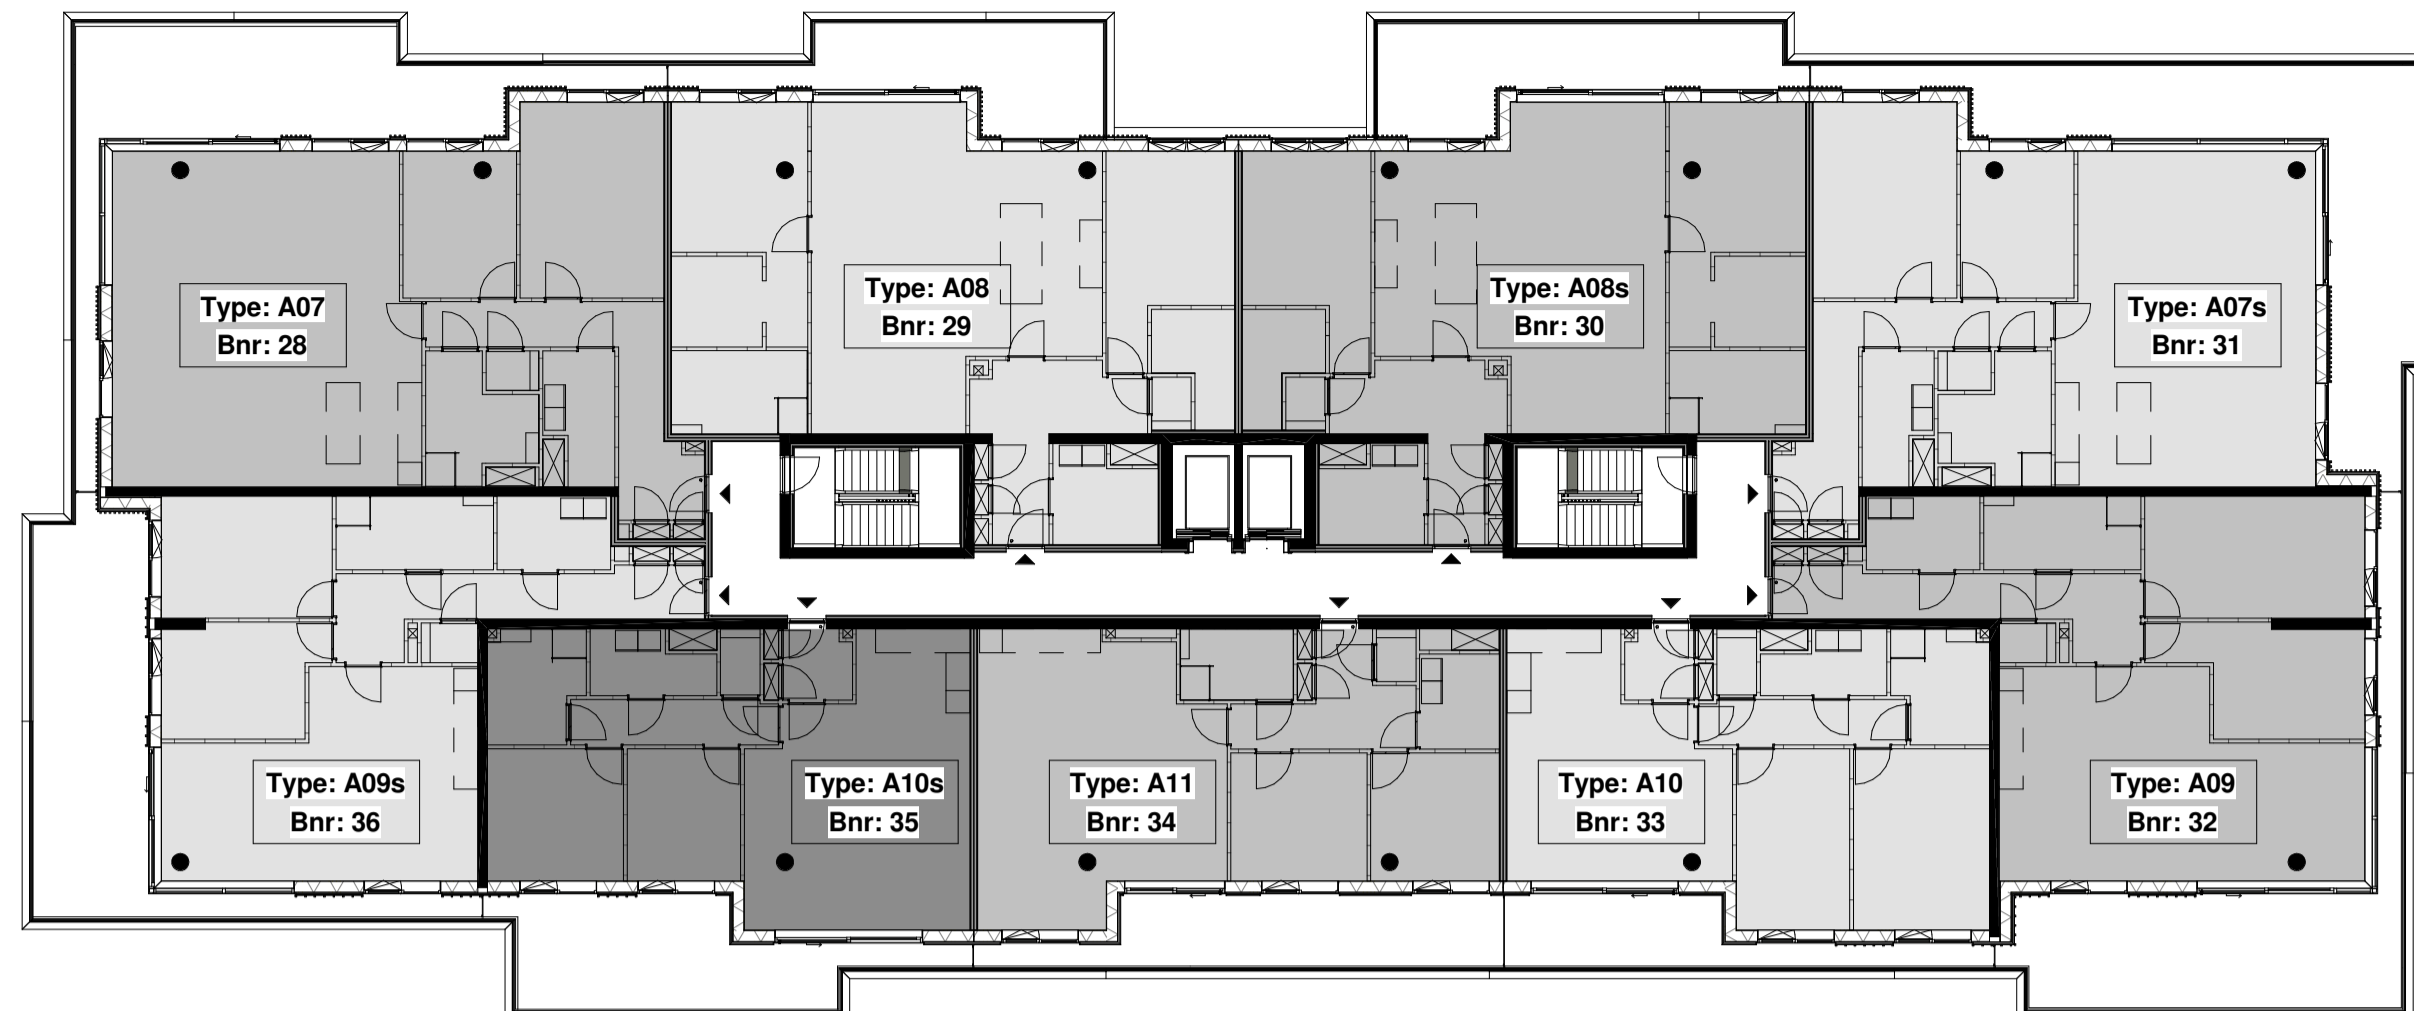 Type: A07
Bnr: 28
Type: A08
Bnr: 29
Type: A08s
Bnr: 30
Type: A07s
Bnr: 31
Type: A09s
Bnr: 36
Type: A10s
Bnr: 35
Type: A11
Bnr: 34
Type: A10
Bnr: 33
Type: A09
Bnr: 32